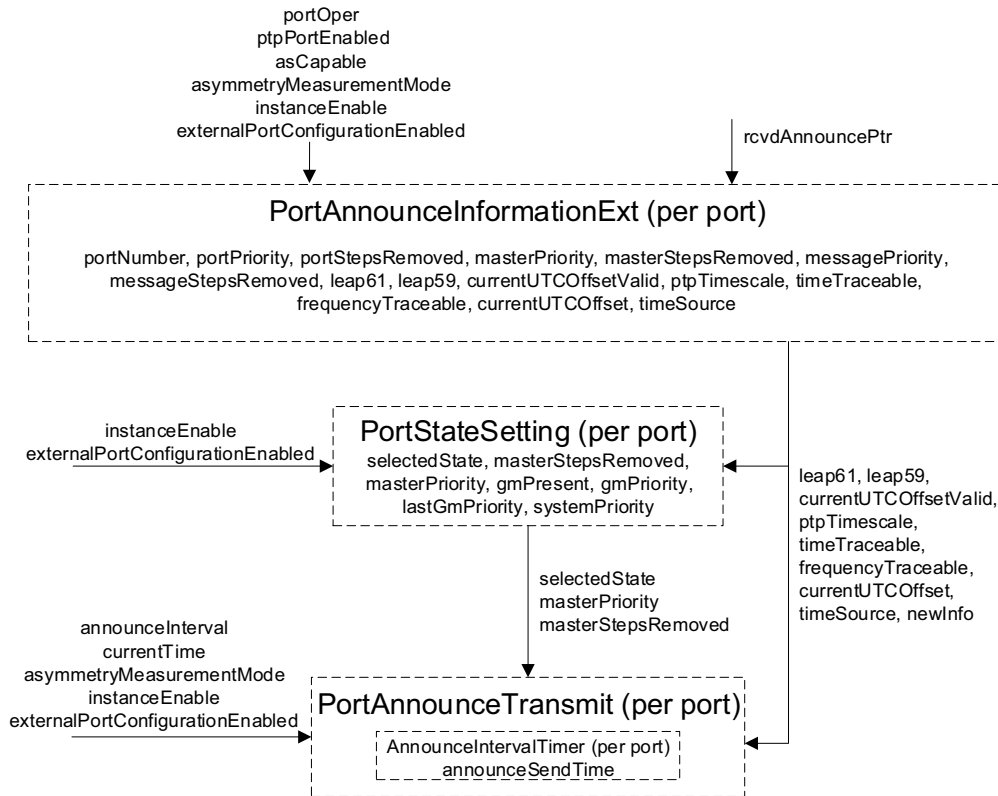 portOper
ptpPortEnabled
asCapable
asymmetryMeasurementMode
instanceEnable
externalPortConfigurationEnabled
rcvdAnnouncePtr
PortAnnounceInformationExt (per port)
portNumber, portPriority, portStepsRemoved, masterPriority, masterStepsRemoved, messagePriority,
messageStepsRemoved, leap61, leap59, currentUTCOffsetValid, ptpTimescale, timeTraceable,
frequencyTraceable, currentUTCOffset, timeSource
instanceEnable
externalPortConfigurationEnabled
PortStateSetting (per port)
selectedState, masterStepsRemoved,
masterPriority, gmPresent, gmPriority,
lastGmPriority, systemPriority
leap61, leap59,
currentUTCOffsetValid,
ptpTimescale,
timeTraceable,
frequencyTraceable,
currentUTCOffset,
timeSource, newInfo
selectedState
masterPriority
masterStepsRemoved
announceInterval
currentTime
asymmetryMeasurementMode
instanceEnable
externalPortConfigurationEnabled
PortAnnounceTransmit (per port)
AnnounceIntervalTimer (per port)
announceSendTime